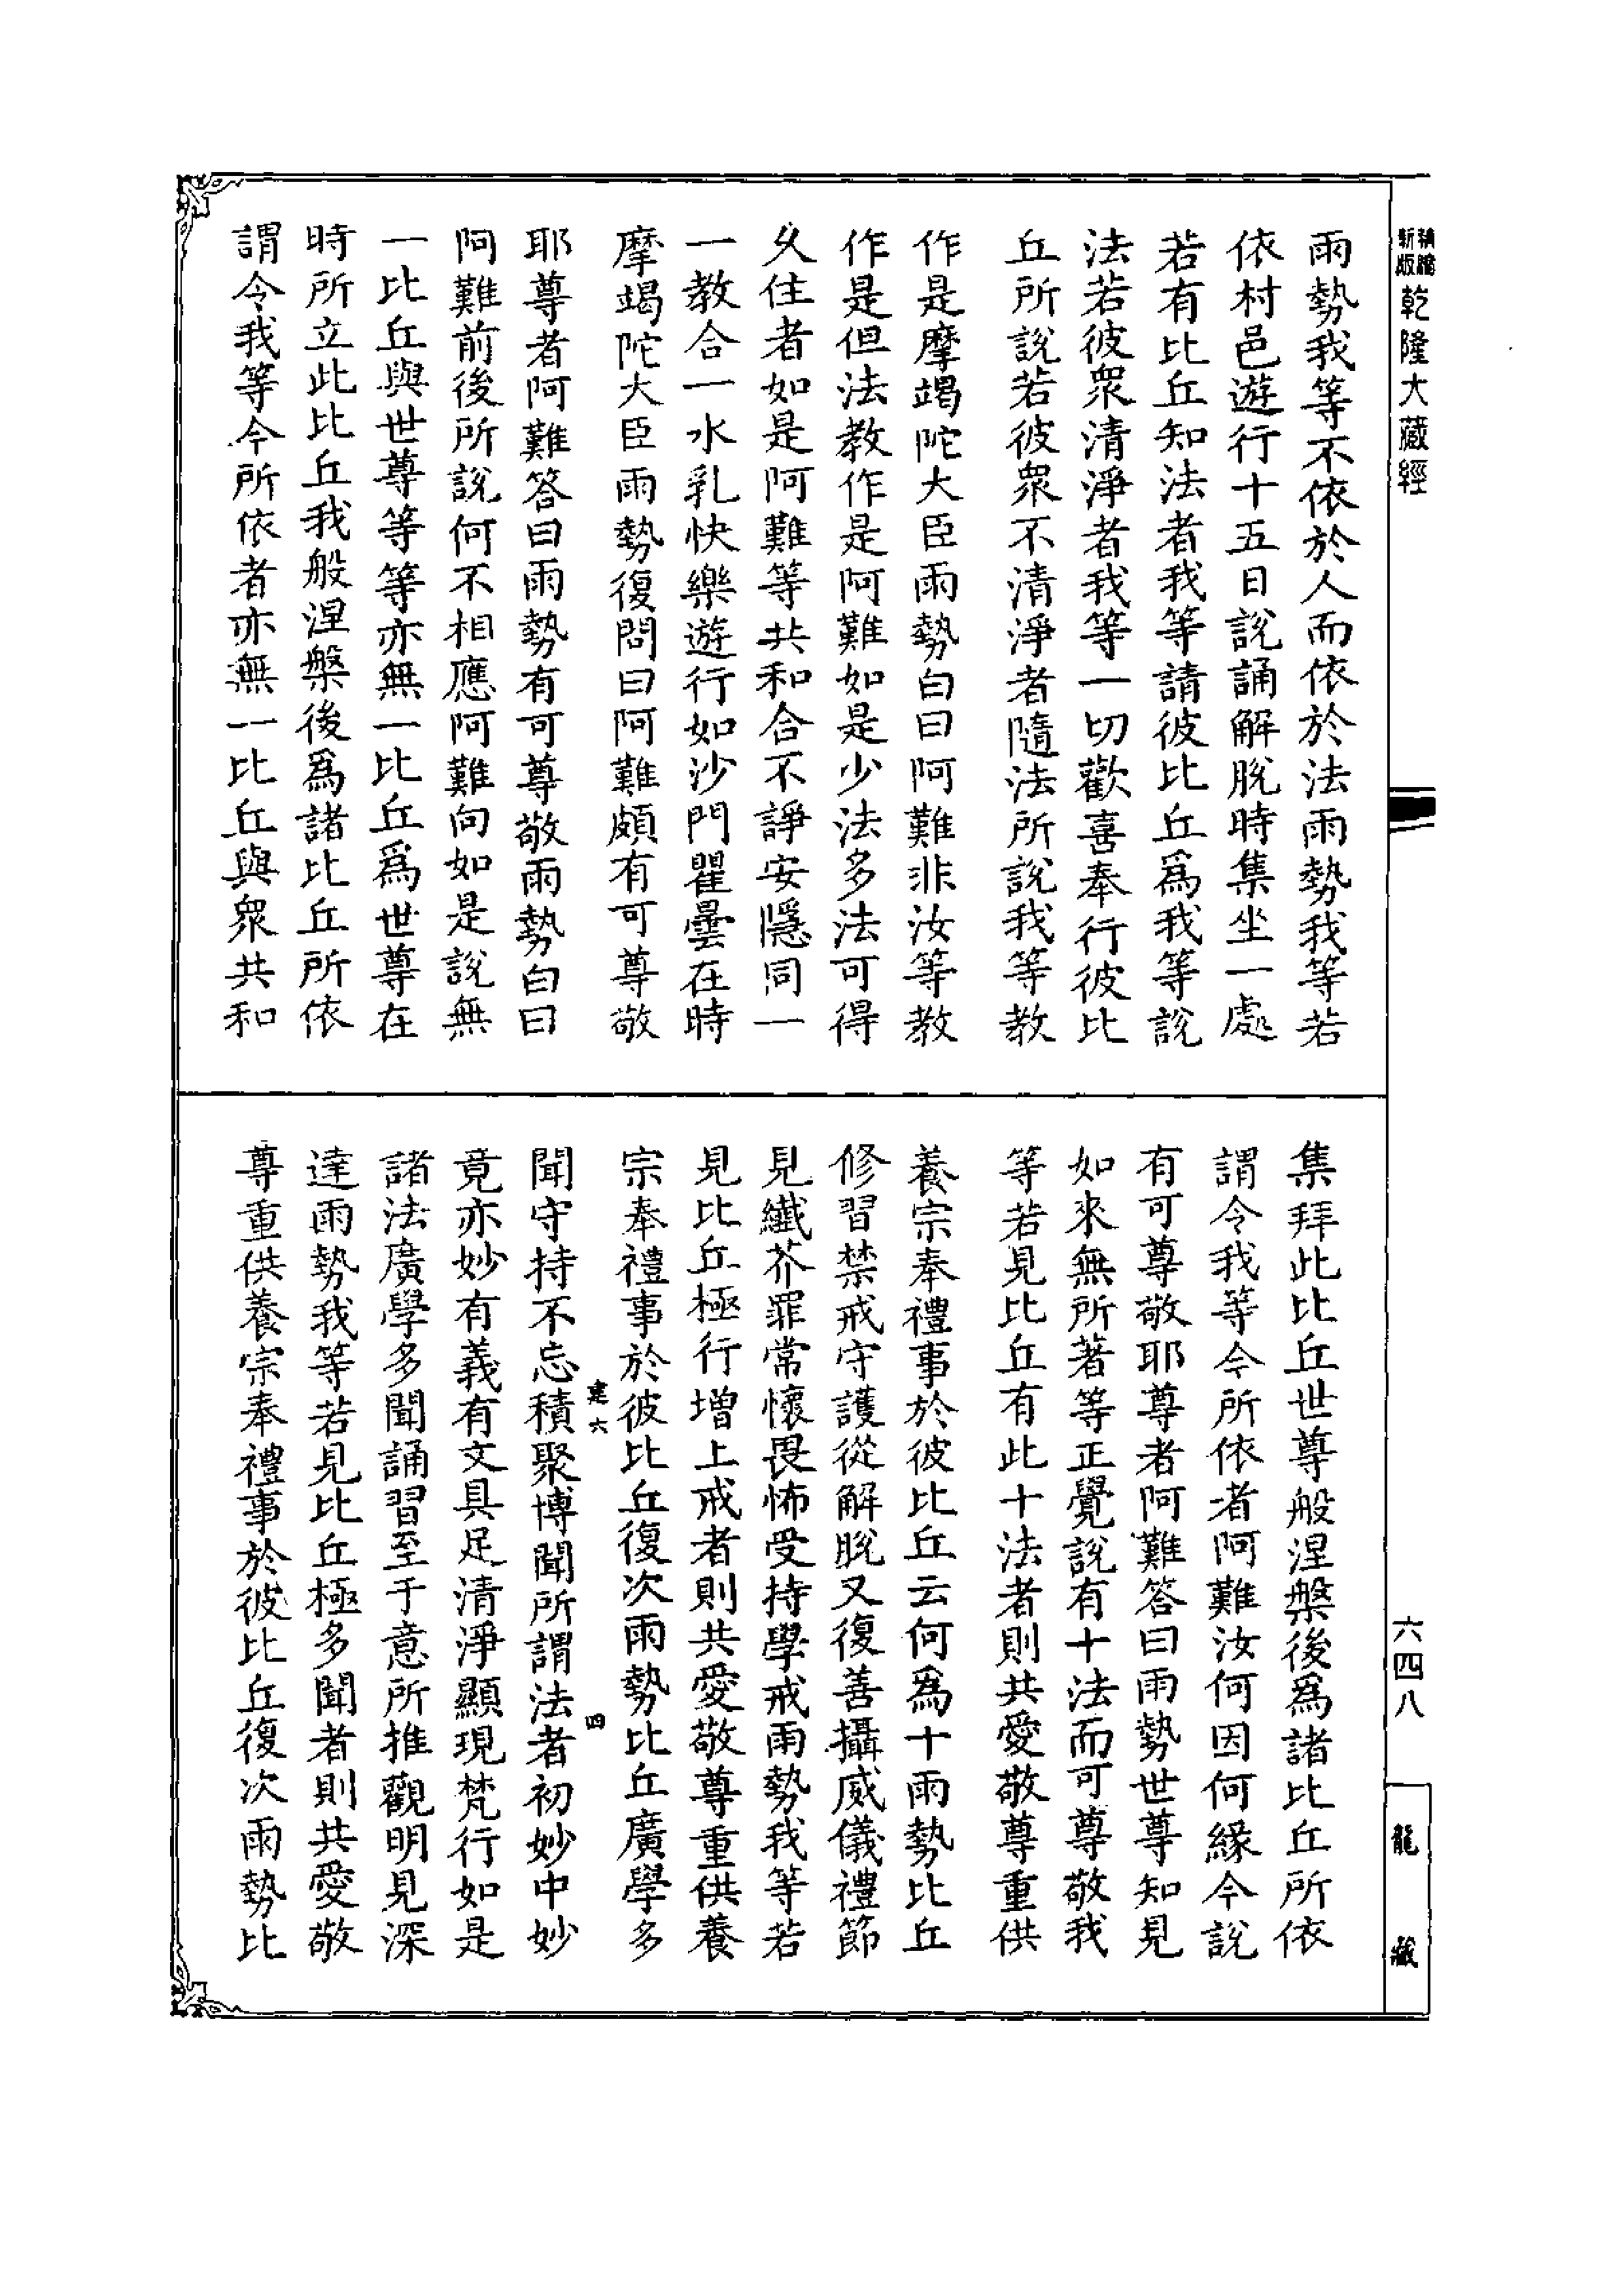 精縮新版乾隆大藏經
雨勢我等不依於人而依於法雨勢我等若
依村邑遊行十五日說誦解脫時集坐一處
若有比丘知法者我等請彼比丘爲我等說
法若彼衆清淨者我等一切歡喜奉行彼比
丘所說若彼衆不清淨者隨法所說我等教
作是摩竭陀大臣雨勢白曰阿難非汝等教
作是但法教作是阿難如是少法多法可得
久住者如是阿難等共和合不諍安隱同一
一教合一水乳快樂遊行如沙門瞿曇在時
摩竭陀大臣雨勢復問曰阿難頗有可尊敬
耶尊者阿難答曰雨勢有可尊敬雨勢白曰
阿難前後所說何不相應阿難向如是說無
一比丘與世尊等等亦無一比丘爲世尊在
時所立此比丘我般涅槃後爲諸比丘所依
謂令我等今所依者亦無一比丘與衆共和
集拜此比丘世尊般涅槃後爲諸比丘所依
謂令我等今所依者阿難汝何因何緣今說
有可尊敬耶尊者阿難答曰雨勢世尊知見
如來無所著等正覺說有十法而可尊敬我
等若見比丘有此十法者則共愛敬尊重供
養宗奉禮事於彼比丘云何爲十雨勢比丘
修習禁戒守護從解脫又復善攝威儀禮節
見纖芥罪常懷畏怖受持學戒雨勢我等若
見比丘極行增上戒者則共愛敬尊重供養
宗奉禮事於彼比丘復次雨勢比丘廣學多
建六 四
聞守持不忘積聚博聞所謂法者初妙中妙
竟亦妙有義有文具足清淨顯現梵行如是
諸法廣學多聞誦習至于意所推觀明見深
達雨勢我等若見比丘極多聞者則共愛敬
尊重供養宗奉禮事於彼比丘復次雨勢比
六四八
龍藏